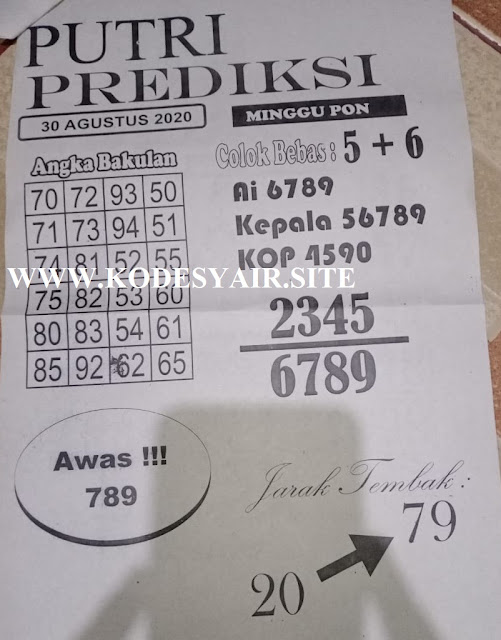 PUTRI
PREDIKSI
30 AGUSTUS 2020
MINGGU PON
Angka Bakulan
70 72 93 50
71 73 94 51
74 81 52 55
75 82 53 60
80 83 54 61
85 92 62 65
Colok Bebas : 5 + 6
Ai 6789
Kepala 56789
KOP 4590
WWW.KODESYAIR.SITE
2345
6789
Awas !!!
789
Jarak Tembak :
79
20